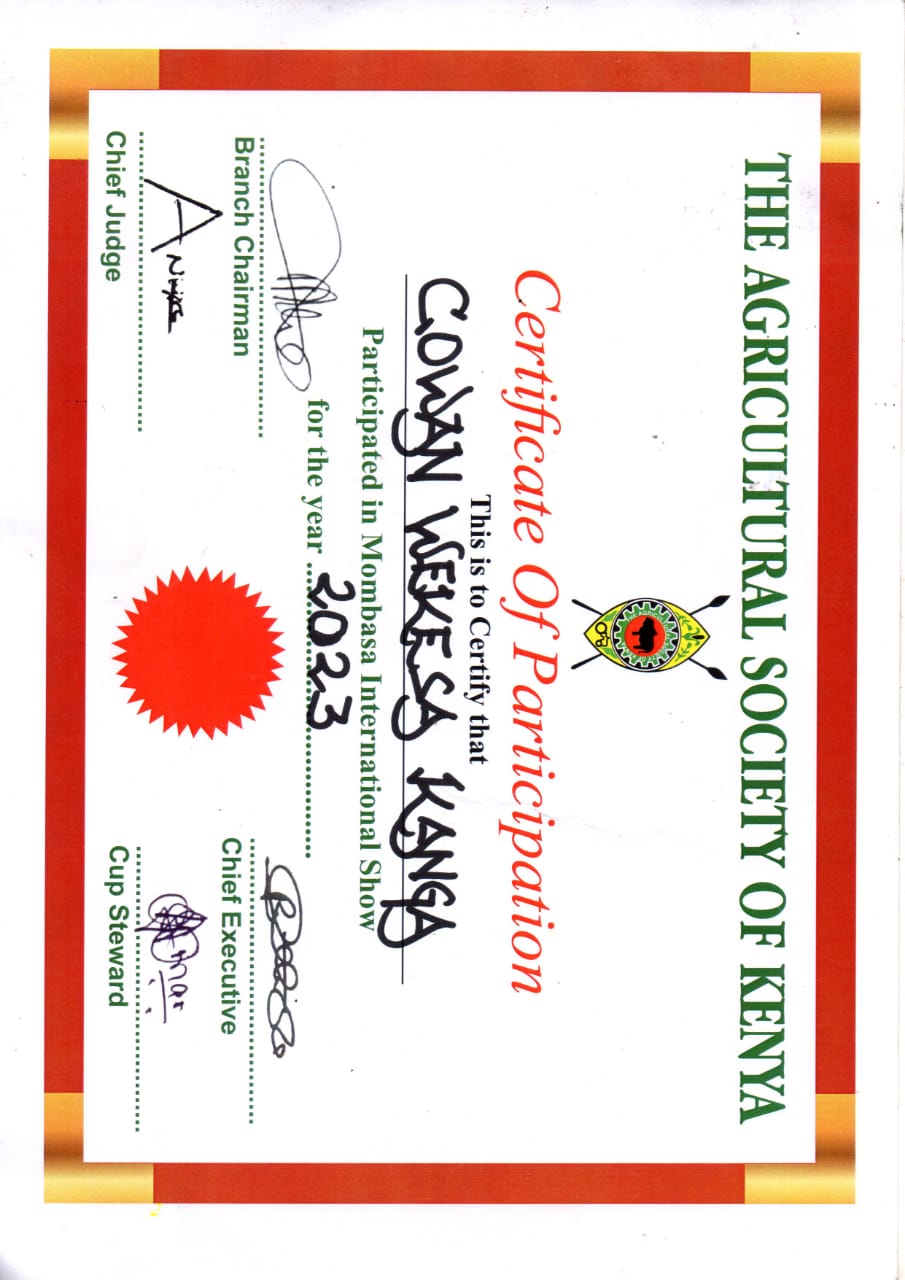 THE AGRICULTURAL SOCIETY OF KENYA
Certificate Of Participation
This is to Certify that
COWAN WEKESA KANGA
Participated in Mombasa International Show
for the year 2023
Branch Chairman
Chief Executive
Chief Judge
Cup Steward